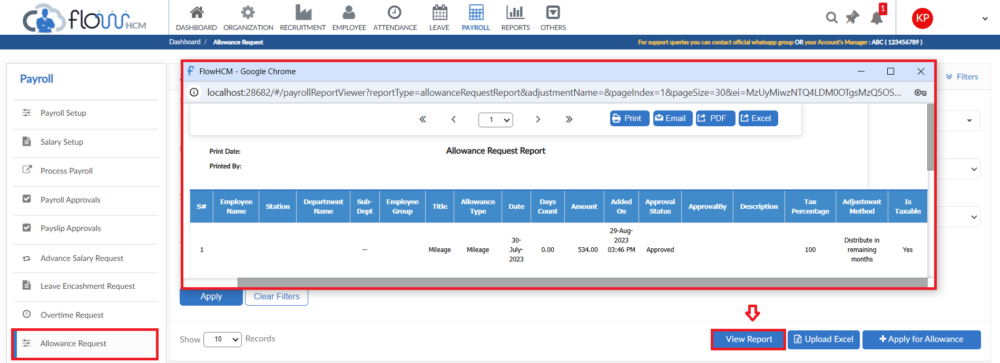 flow HCM
DASHBOARD ORGANIZATION RECRUITMENT EMPLOYEE ATTENDANCE LEAVE PAYROLL REPORTS OTHERS
1
KP
Dashboard / Allowance Request
For support queries you can contact official whatsapp group OR your Account's Manager : ABC ( 123456789 )
Payroll
Payroll Setup
Salary Setup
Process Payroll
Payroll Approvals
Payslip Approvals
Advance Salary Request
Leave Encashment Request
Overtime Request
Allowance Request
Filters
FlowHCM - Google Chrome
localhost:28682/#/payrollReportViewer?reportType=allowanceRequestReport&adjustmentName=&pageIndex=1&pageSize=30&ei=MzUyMiwzNTQ4LDM0OTgsMzQ5OS...
1
Print Email PDF Excel
Print Date:
Allowance Request Report
Printed By:
S# Employee Name Station Department Name Sub-Dept Employee Group Title Allowance Type Date Days Count Amount Added On Approval Status ApprovalBy Description Tax Percentage Adjustment Method Is Taxable
1 -- Mileage Mileage 30-July-2023 0.00 534.00 29-Aug-2023 03:46 PM Approved 100 Distribute in remaining months Yes
Apply Clear Filters
Show 10 Records
View Report Upload Excel Apply for Allowance